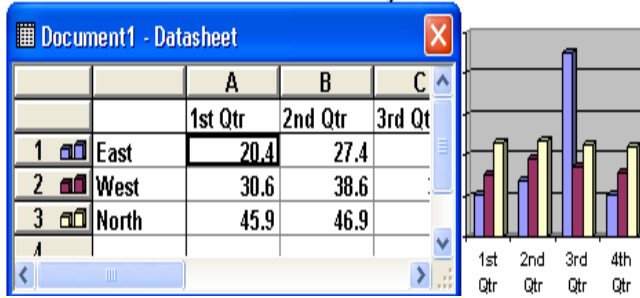 Document1 - Datasheet
A B C
1st Qtr 2nd Qtr 3rd Qt
1 East 20.4 27.4
2 West 30.6 38.6
3 North 45.9 46.9
1st Qtr 2nd Qtr 3rd Qtr 4th Qtr